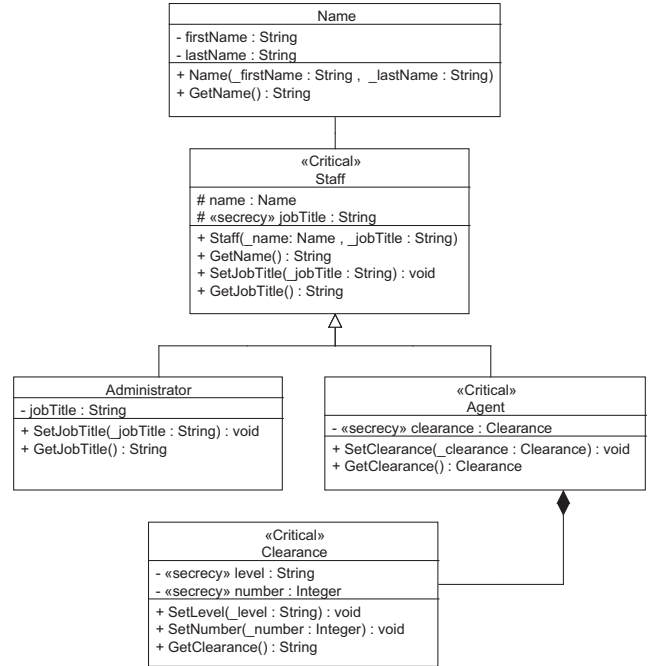 Name
- firstName : String
- lastName : String
+ Name(_firstName : String , _lastName : String)
+ GetName() : String
«Critical»
Staff
# name : Name
# «secrecy» jobTitle : String
+ Staff(_name: Name , _jobTitle : String)
+ GetName() : String
+ SetJobTitle(_jobTitle : String) : void
+ GetJobTitle() : String
Administrator
- jobTitle : String
+ SetJobTitle(_jobTitle : String) : void
+ GetJobTitle() : String
«Critical»
Agent
- «secrecy» clearance : Clearance
+ SetClearance(_clearance : Clearance) : void
+ GetClearance() : Clearance
«Critical»
Clearance
- «secrecy» level : String
- «secrecy» number : Integer
+ SetLevel(_level : String) : void
+ SetNumber(_number : Integer) : void
+ GetClearance() : String